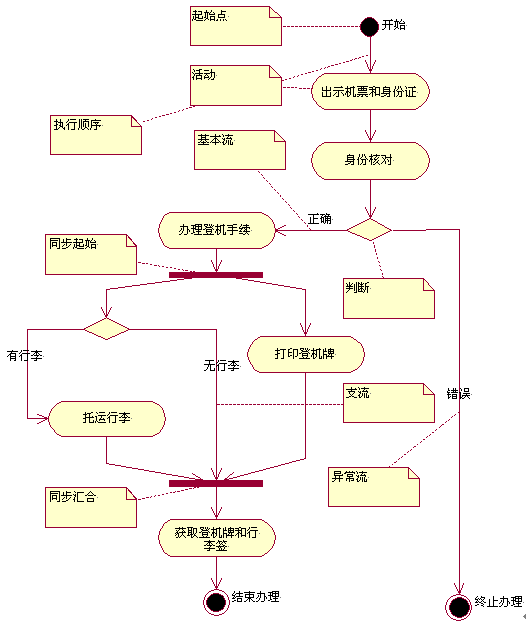 起始点
开始
活动
出示机票和身份证
执行顺序
基本流
身份核对
正确
办理登机手续
同步起始
判断
有行李
无行李
打印登机牌
支流
错误
托运行李
异常流
同步汇合
获取登机牌和行
李签
结束办理
终止办理